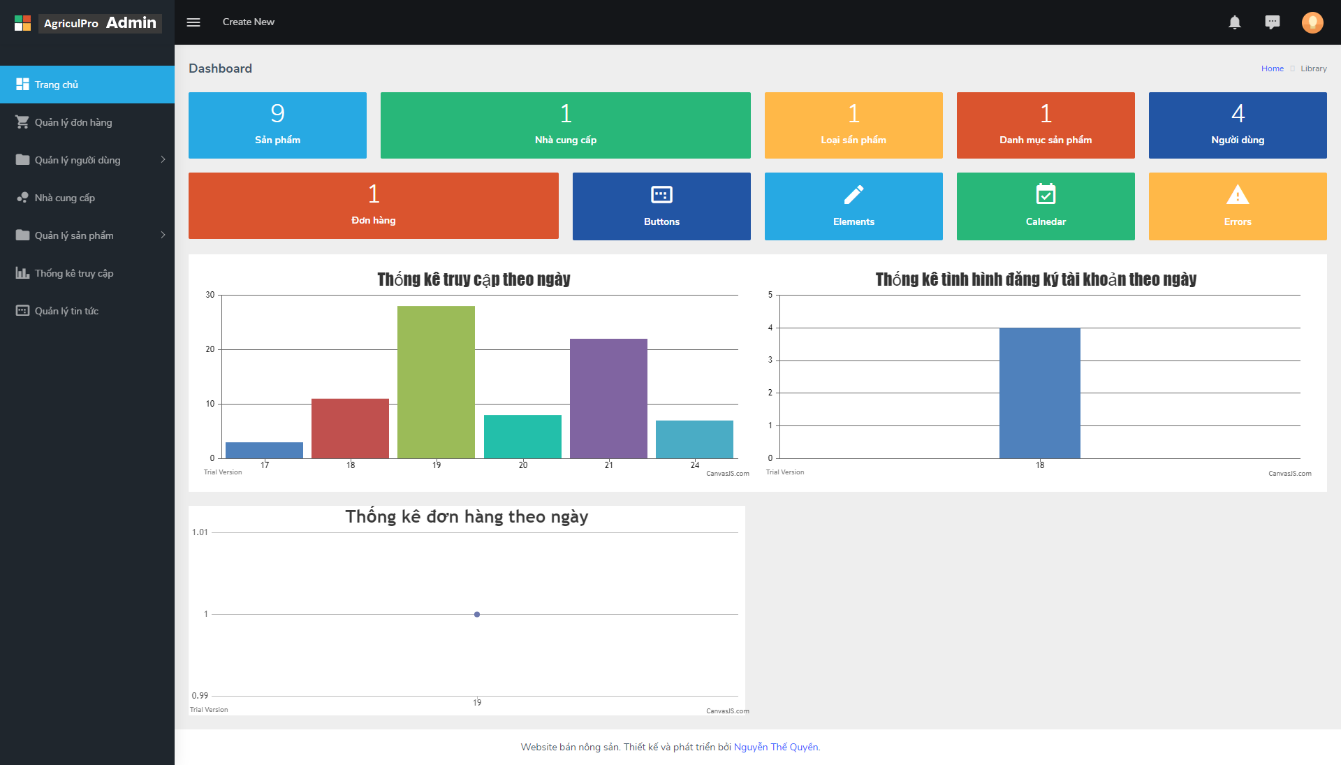 AgriculPro Admin
Create New
Trang chủ
Quản lý đơn hàng
Quản lý người dùng
Nhà cung cấp
Quản lý sản phẩm
Thống kê truy cập
Quản lý tin tức
Dashboard
Home
Library
9
Sản phẩm
1
Nhà cung cấp
1
Loại sản phẩm
1
Danh mục sản phẩm
4
Người dùng
1
Đơn hàng
Buttons
Elements
Calnedar
Errors
Thống kê truy cập theo ngày
30
20
10
0
17
18
19
20
21
24
Trial Version
CanvasJS.com
Thống kê tình hình đăng ký tài khoản theo ngày
5
4
3
2
1
0
18
Trial Version
CanvasJS.com
Thống kê đơn hàng theo ngày
1.01
1
0.99
19
Trial Version
CanvasJS.com
Website bán nông sản. Thiết kế và phát triển bởi Nguyễn Thế Quyền.